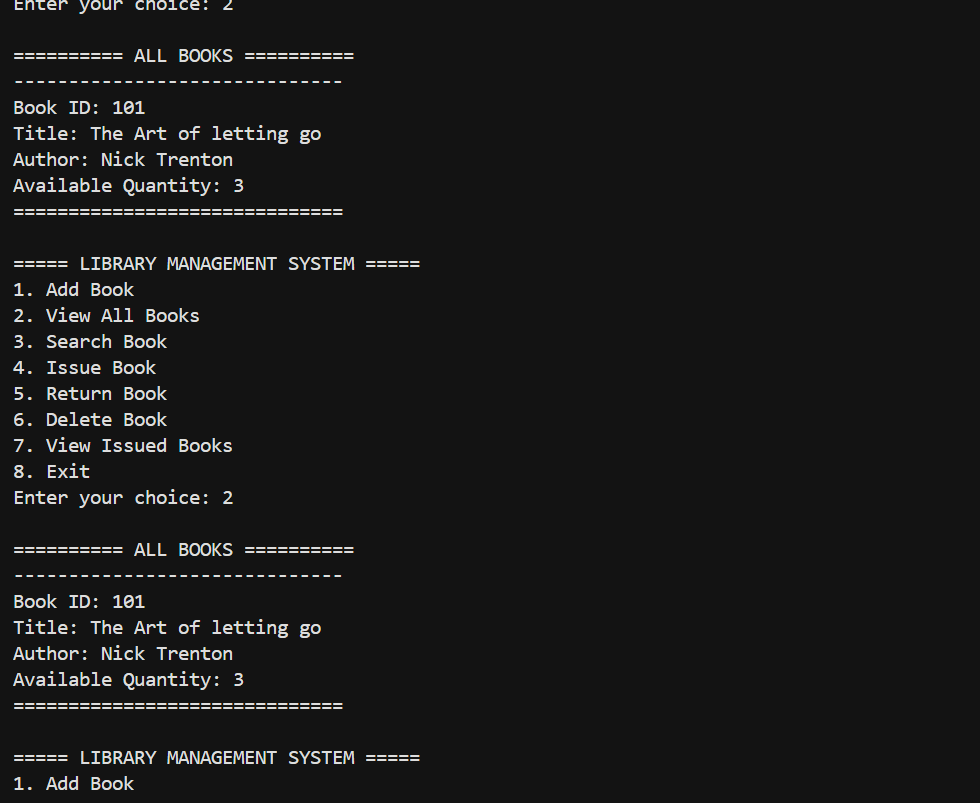 Enter your choice: 2
========== ALL BOOKS ==========
------------------------------
Book ID: 101
Title: The Art of letting go
Author: Nick Trenton
Available Quantity: 3
==============================
===== LIBRARY MANAGEMENT SYSTEM =====
1. Add Book
2. View All Books
3. Search Book
4. Issue Book
5. Return Book
6. Delete Book
7. View Issued Books
8. Exit
Enter your choice: 2
========== ALL BOOKS ==========
------------------------------
Book ID: 101
Title: The Art of letting go
Author: Nick Trenton
Available Quantity: 3
==============================
===== LIBRARY MANAGEMENT SYSTEM =====
1. Add Book